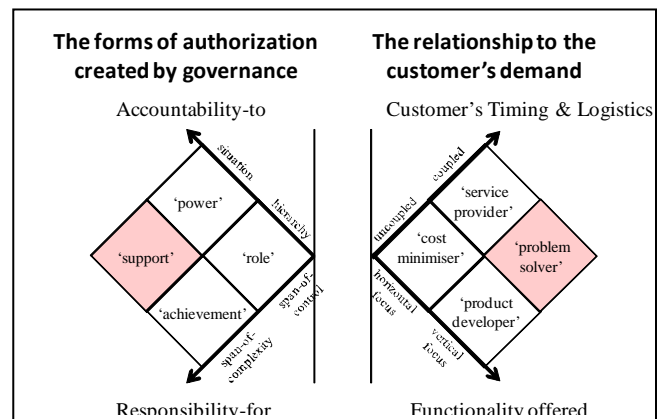 The forms of authorization
created by governance
Accountability-to
situation
hierarchy
'power'
'support'
'role'
'achievement'
span-of-
control
span-of-
complexity
Responsibility-for
The relationship to the
customer's demand
Customer's Timing & Logistics
coupled
uncoupled
'service
provider'
'cost
minimiser'
'problem
solver'
'product
developer'
horizontal
focus
vertical
focus
Functionality offered